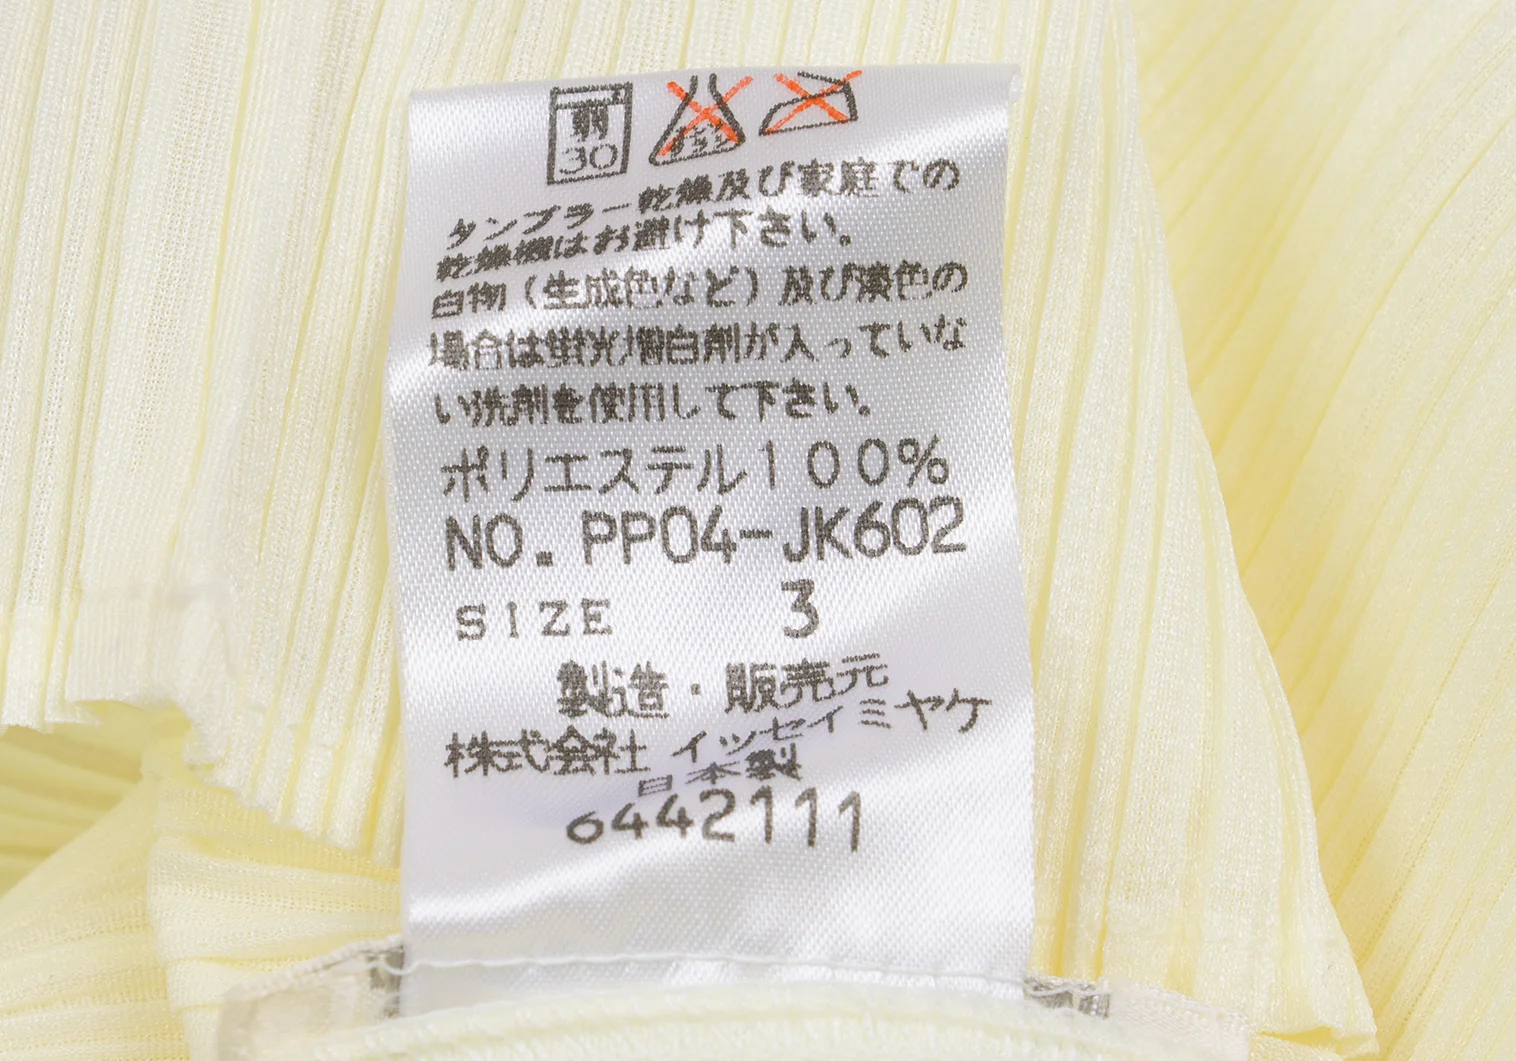 弱
30
タンブラー乾燥及び家庭での
乾燥機はお避け下さい。
白物（生成色など）及び淡色の
場合は蛍光増白剤が入っていな
い洗剤を使用して下さい。
ポリエステル100%
NO. PP04-JK602
SIZE 3
製造・販売元
株式会社 イッセイミヤケ
日本製
6442111